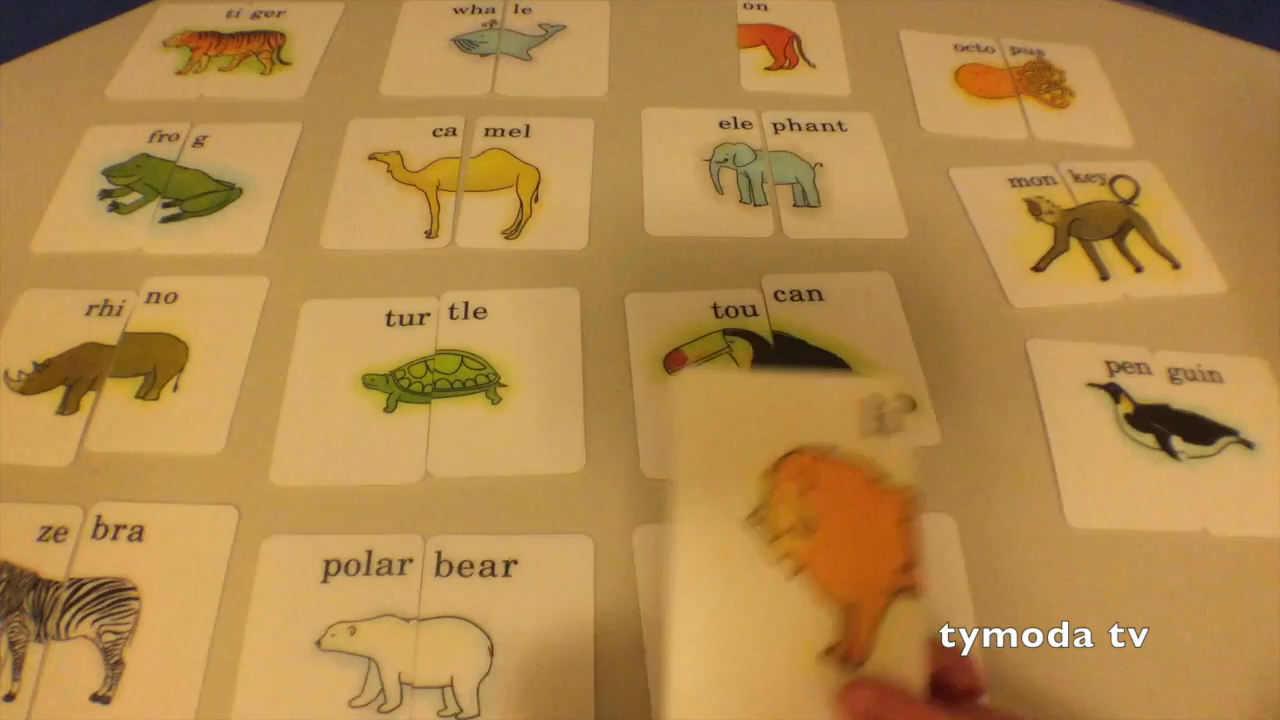 ti ger
wha le
on
octo pus
fro g
ca mel
ele phant
mon key
rhi no
tur tle
tou can
pen guin
ze bra
polar bear
tymoda tv